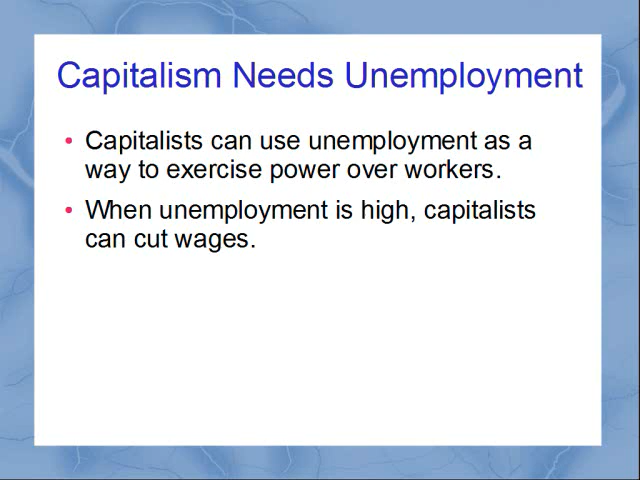 Capitalism Needs Unemployment
• Capitalists can use unemployment as a
way to exercise power over workers.
• When unemployment is high, capitalists
can cut wages.